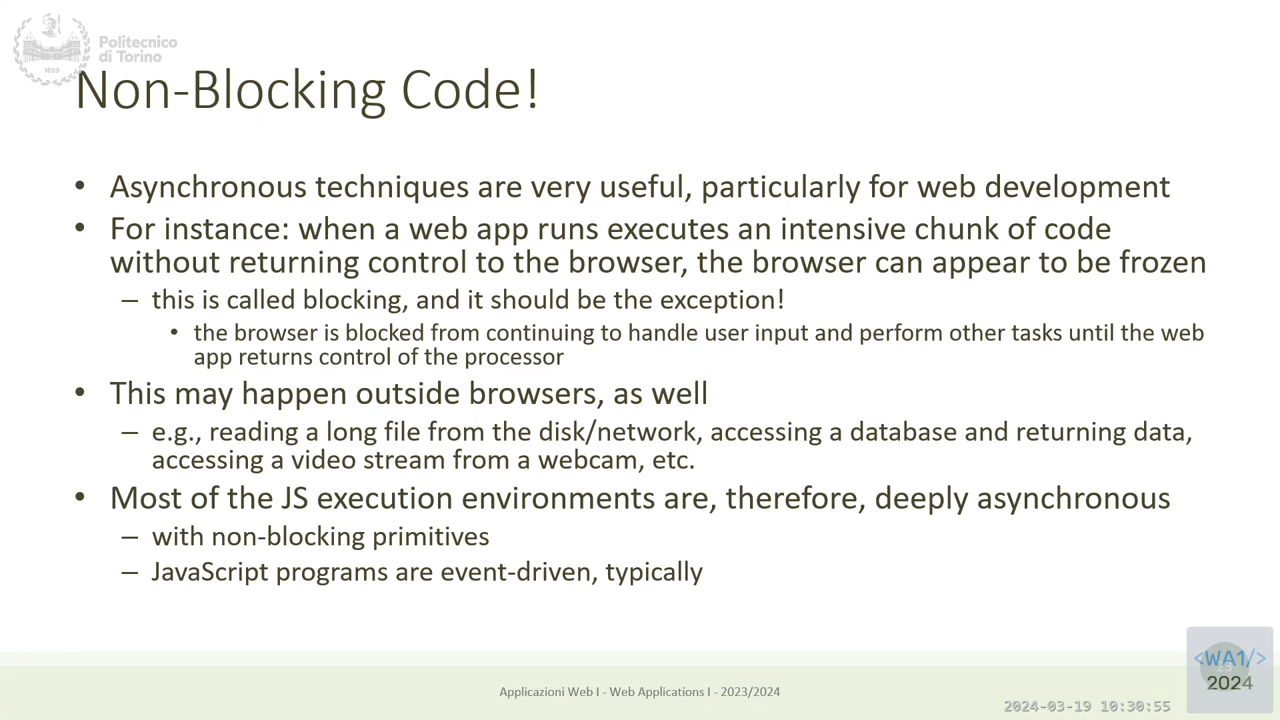 Politecnico
di Torino
1859
Non-Blocking Code!
• Asynchronous techniques are very useful, particularly for web development
• For instance: when a web app runs executes an intensive chunk of code
without returning control to the browser, the browser can appear to be frozen
– this is called blocking, and it should be the exception!
• the browser is blocked from continuing to handle user input and perform other tasks until the web
app returns control of the processor
• This may happen outside browsers, as well
– e.g., reading a long file from the disk/network, accessing a database and returning data,
accessing a video stream from a webcam, etc.
• Most of the JS execution environments are, therefore, deeply asynchronous
– with non-blocking primitives
– JavaScript programs are event-driven, typically
<WA1/>
2024
Applicazioni Web I - Web Applications I - 2023/2024
2024-03-19 10:30:55